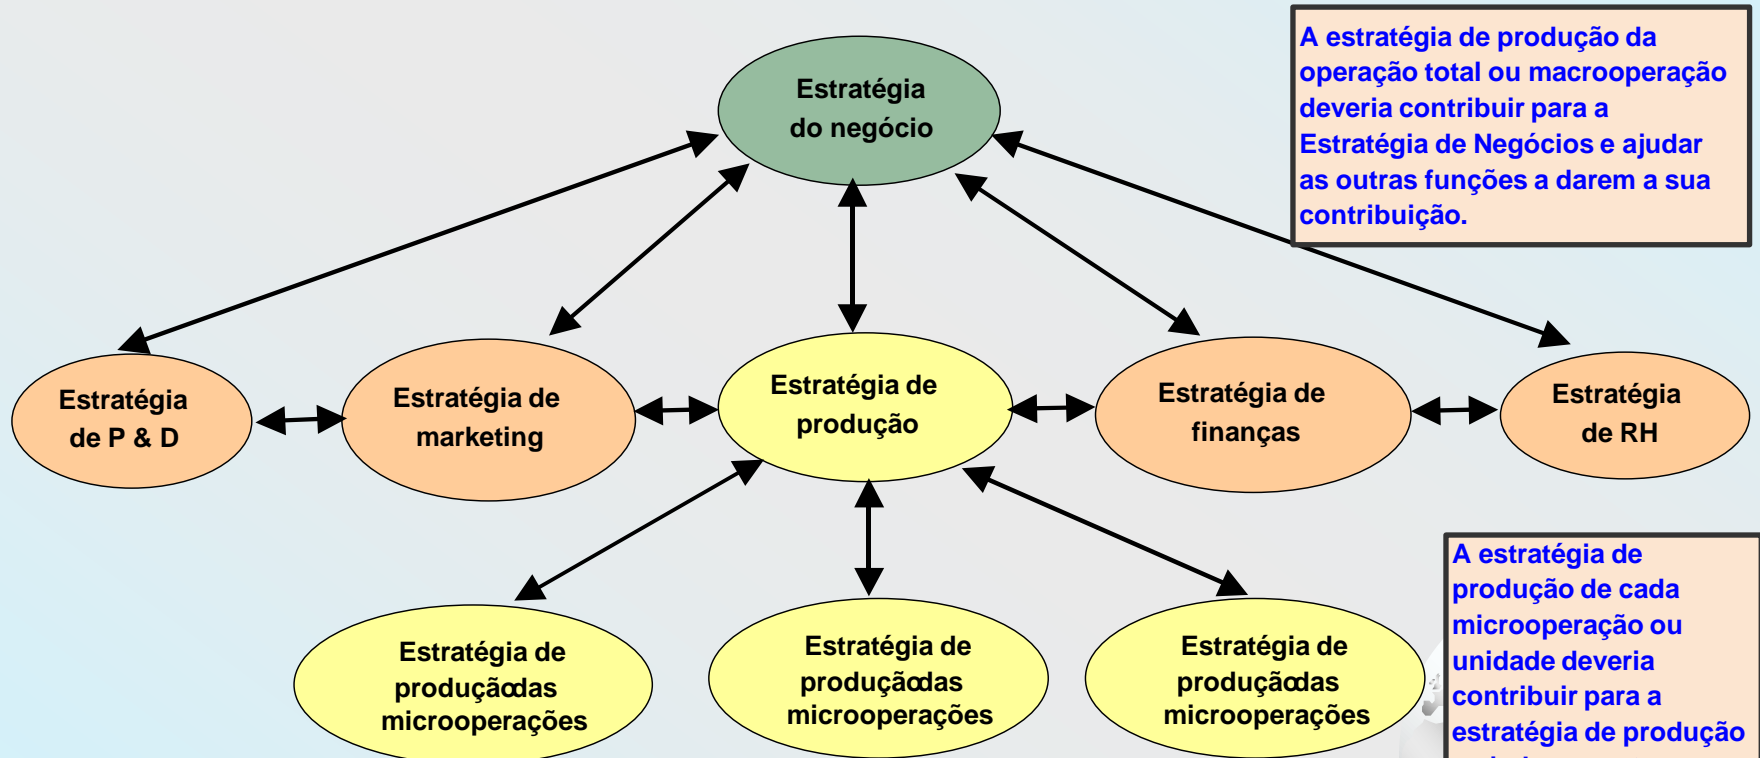 A estratégia de produção da
operação total ou macrooperação
deveria contribuir para a
Estratégia de Negócios e ajudar
as outras funções a darem a sua
contribuição.
Estratégia
do negócio
Estratégia
de P & D
Estratégia de
marketing
Estratégia de
produção
Estratégia de
finanças
Estratégia
de RH
Estratégia de
produçãodas
microoperações
Estratégia de
produçãodas
microoperações
Estratégia de
produçãodas
microoperações
A estratégia de
produção de cada
microoperação ou
unidade deveria
contribuir para a
estratégia de produção